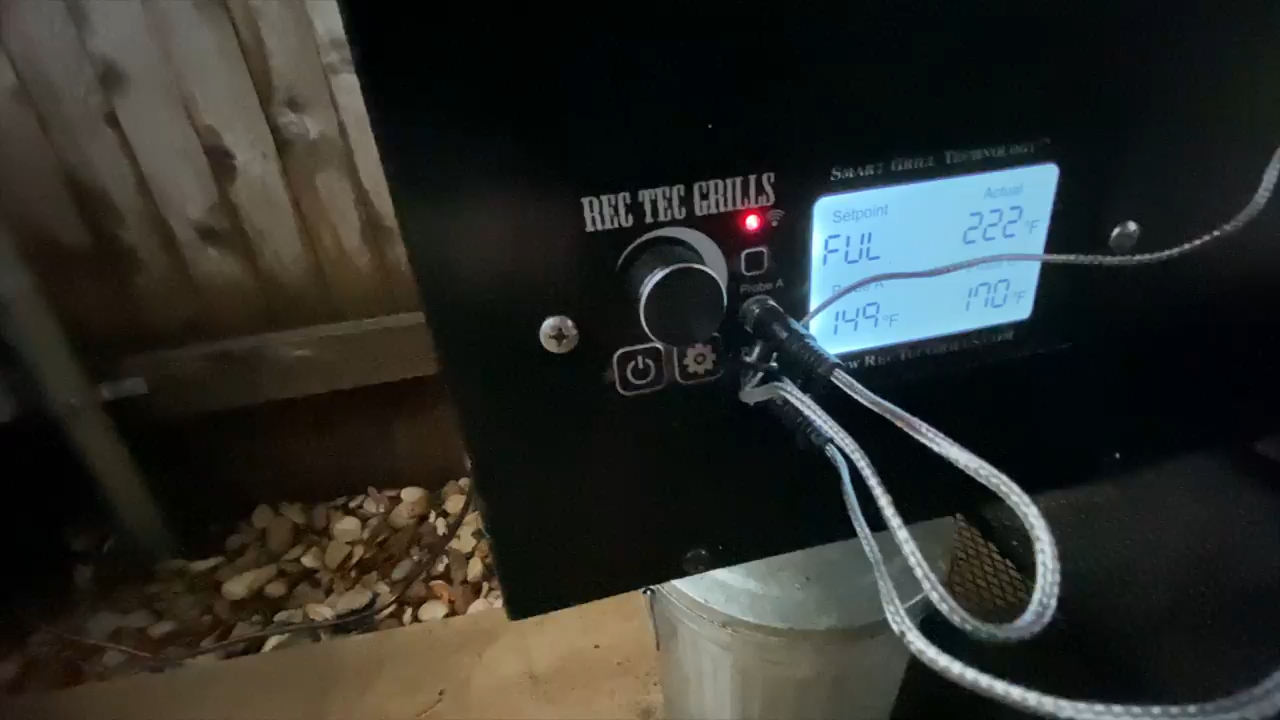 REC TEC GRILLS
SMART GRILL TECHNOLOGY
Setpoint
Actual
FUL
222°F
Probe A
149°F
170°F